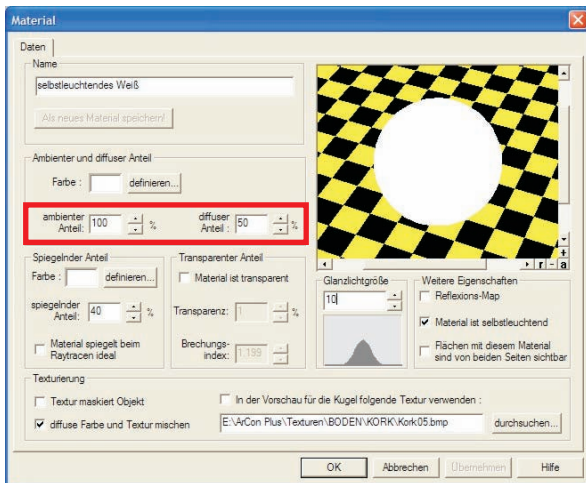 Material
Daten
Name
selbstleuchtendes Weiß
Als neues Material speichern!
Ambienter und diffuser Anteil
Farbe :
definieren...
ambienter Anteil: 100 %
diffuser Anteil : 50 %
Spiegelnder Anteil
Farbe :
definieren...
spiegelnder Anteil: 40 %
Material spiegelt beim Raytracen ideal
Transparenter Anteil
Material ist transparent
Transparenz: 1 %
Brechungs-index: 1.199
+
r - a
Glanzlichtgröße
10
Weitere Eigenschaften
Reflexions-Map
Material ist selbstleuchtend
Flächen mit diesem Material
sind von beiden Seiten sichtbar
Texturierung
Textur maskiert Objekt
In der Vorschau für die Kugel folgende Textur verwenden :
diffuse Farbe und Textur mischen
E:\ArCon Plus\Texturen\BODEN\KORK\Kork05.bmp
durchsuchen...
OK
Abbrechen
Übernehmen
Hilfe